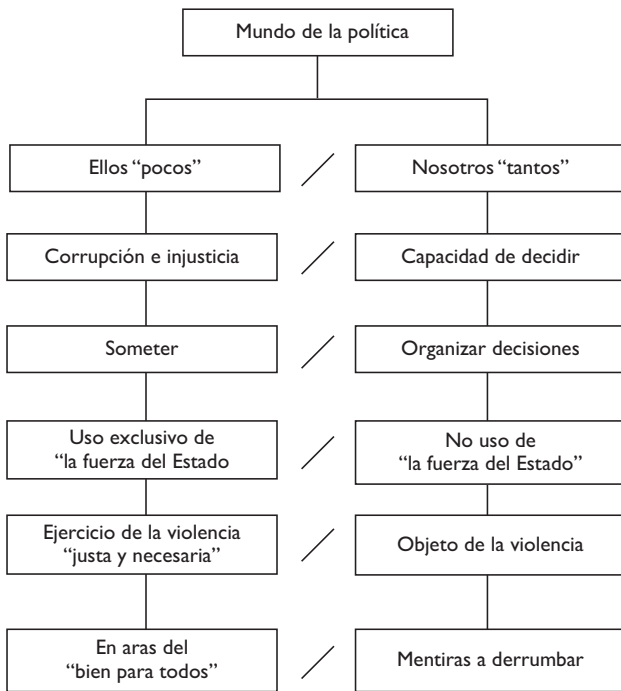 Mundo de la política
Ellos “pocos”
Nosotros “tantos”
Corrupción e injusticia
Capacidad de decidir
Someter
Organizar decisiones
Uso exclusivo de
“la fuerza del Estado
No uso de
“la fuerza del Estado”
Ejercicio de la violencia
“justa y necesaria”
Objeto de la violencia
En aras del
“bien para todos”
Mentiras a derrumbar